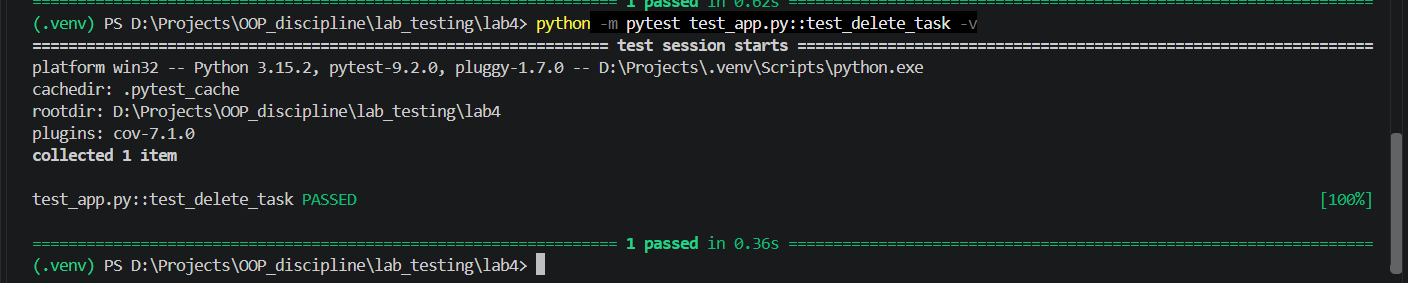 ============================================================ 1 passed in 0.62s ============================================================
(.venv) PS D:\Projects\OOP_discipline\lab_testing\lab4> python -m pytest test_app.py::test_delete_task -v
============================================================ test session starts ============================================================
platform win32 -- Python 3.15.2, pytest-9.2.0, pluggy-1.7.0 -- D:\Projects\.venv\Scripts\python.exe
cachedir: .pytest_cache
rootdir: D:\Projects\OOP_discipline\lab_testing\lab4
plugins: cov-7.1.0
collected 1 item
test_app.py::test_delete_task PASSED [100%]
============================================================ 1 passed in 0.36s ============================================================
(.venv) PS D:\Projects\OOP_discipline\lab_testing\lab4>